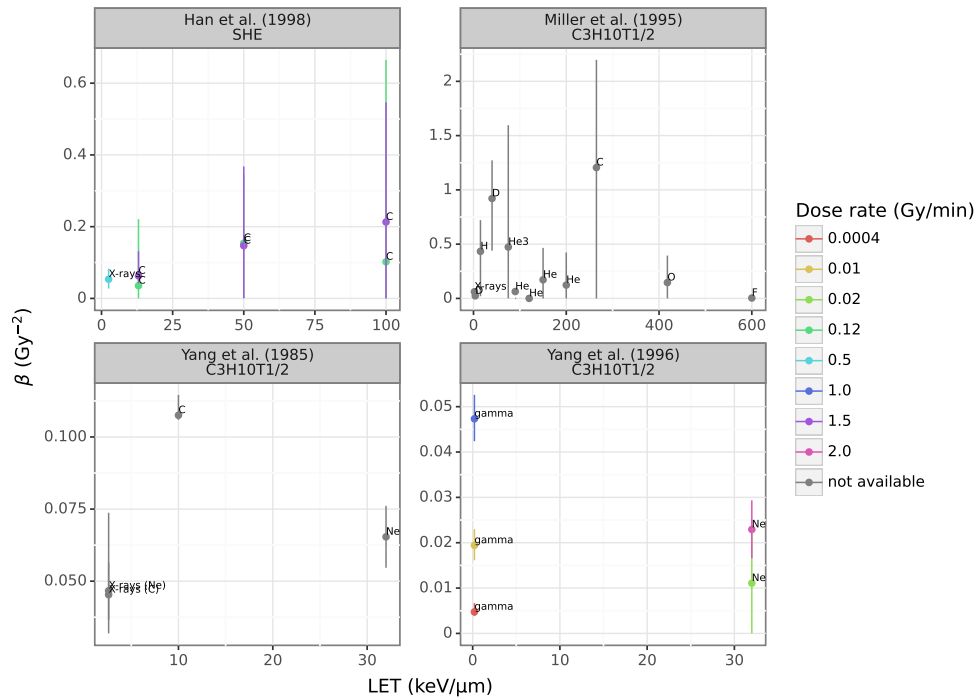 Han et al. (1998)
SHE
Miller et al. (1995)
C3H10T1/2
0.6
0.4
0.2
0
X-rays
C
C
C
C
C
C
0
25
50
75
100
2
1.5
1
0.5
0
X-rays
D
H
D
He3
He
He
He
He
C
O
F
0
200
400
600
Yang et al. (1985)
C3H10T1/2
Yang et al. (1996)
C3H10T1/2
0.100
0.075
0.050
C
Ne
X-rays (Ne)
X-rays (C)
10
20
30
0.05
0.04
0.03
0.02
0.01
0
gamma
gamma
gamma
Ne
Ne
0
10
20
30
β (Gy⁻²)
LET (keV/μm)
Dose rate (Gy/min)
0.0004
0.01
0.02
0.12
0.5
1.0
1.5
2.0
not available